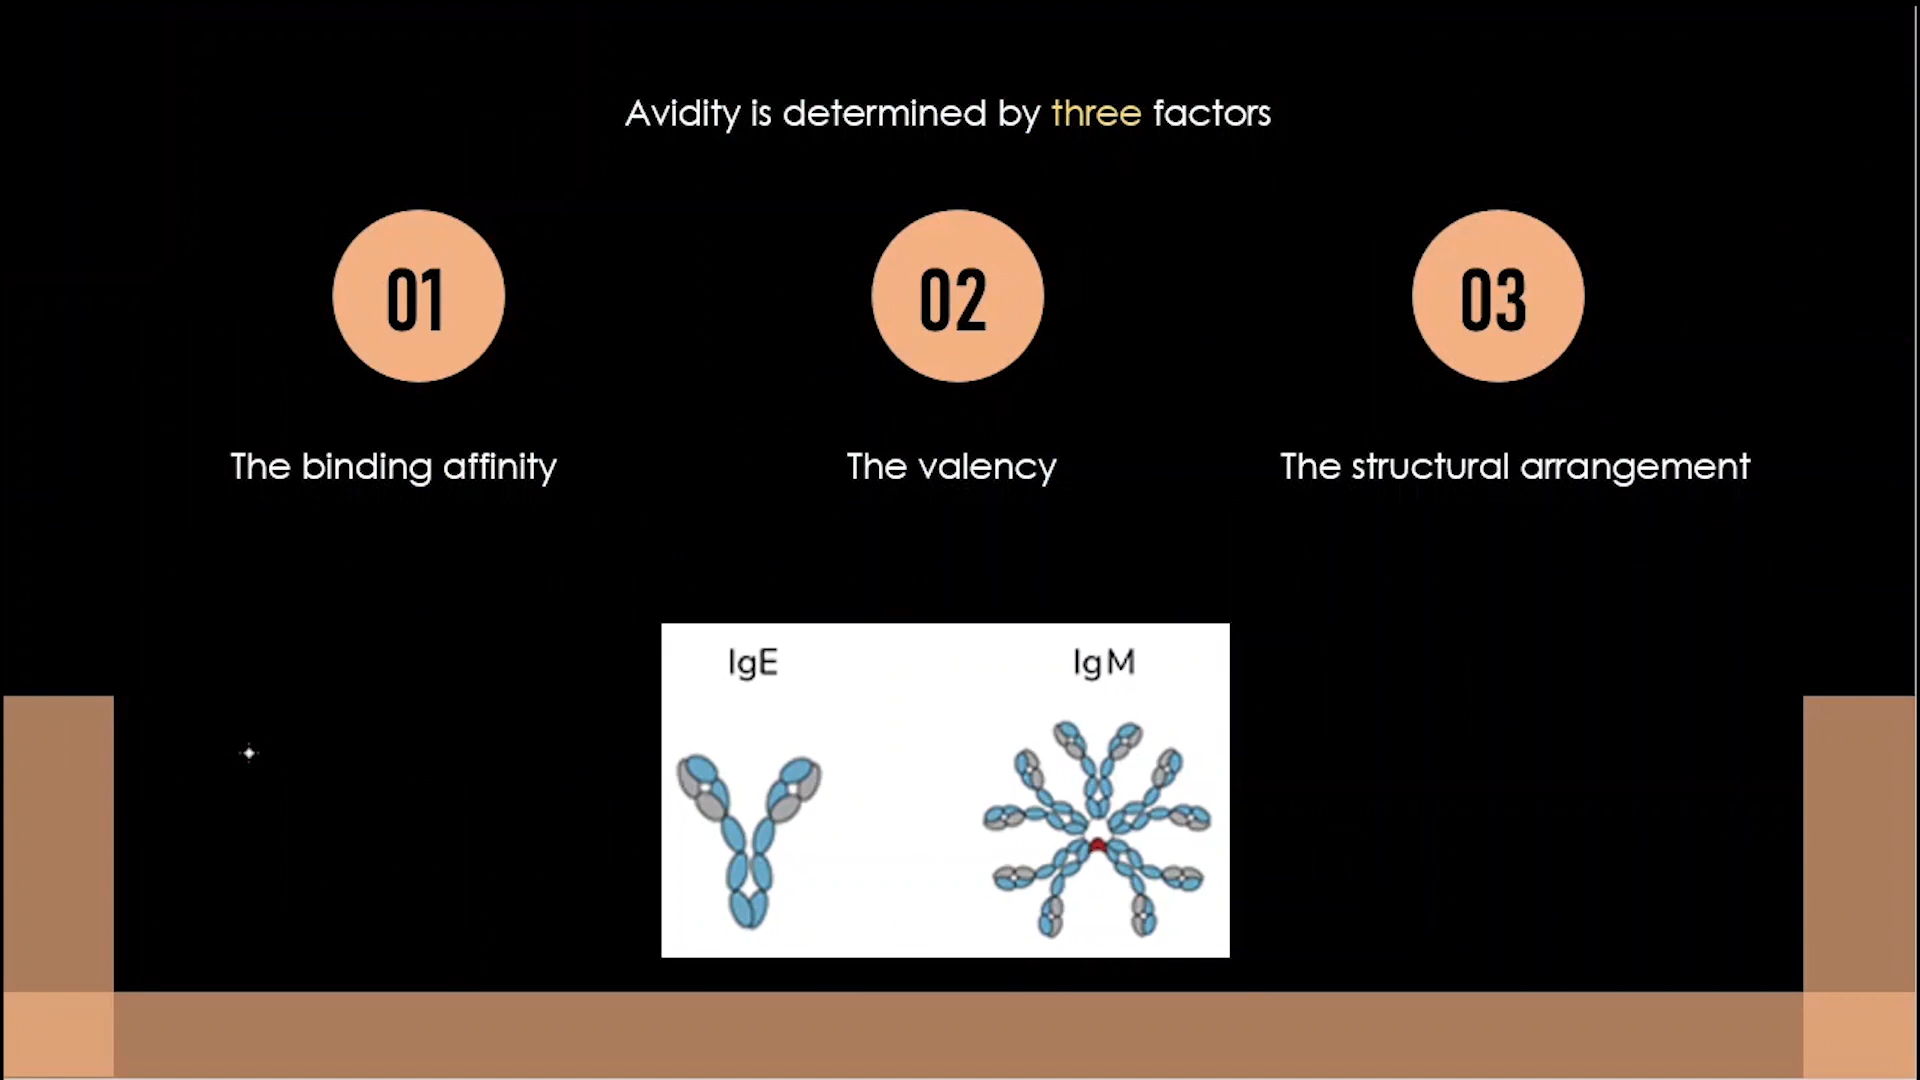 Avidity is determined by three factors
01
02
03
The binding affinity
The valency
The structural arrangement
IgE
IgM